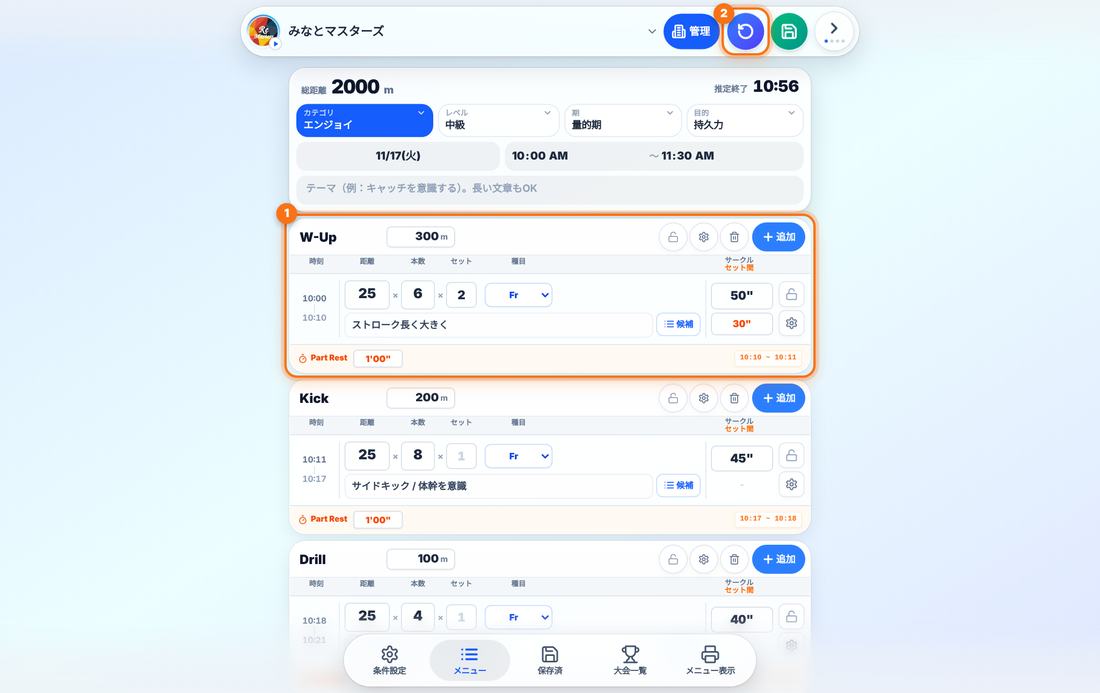 みなとマスターズ
管理
2
総距離 2000 m
推定終了 10:56
カテゴリ
エンジョイ
レベル
中級
期
量的期
目的
持久力
11/17(火)
10:00 AM
〜 11:30 AM
テーマ（例：キャッチを意識する）。長い文章もOK
1
W-Up
300 m
+ 追加
時刻 距離 本数 セット 種目 サークル
セット間
10:00
10:10
25 × 6 × 2 Fr 50"
ストローク長く大きく
候補
30"
Part Rest 1'00"
10:10 ~ 10:11
Kick
200 m
+ 追加
時刻 距離 本数 セット 種目 サークル
セット間
10:11
10:17
25 × 8 × 1 Fr 45"
サイドキック / 体幹を意識
候補
-
Part Rest 1'00"
10:17 ~ 10:18
Drill
100 m
+ 追加
時刻 距離 本数 セット 種目 サークル
セット間
10:18
10:21
25 × 4 × 1 Fr 40"
条件設定
メニュー
保存済
大会一覧
メニュー表示